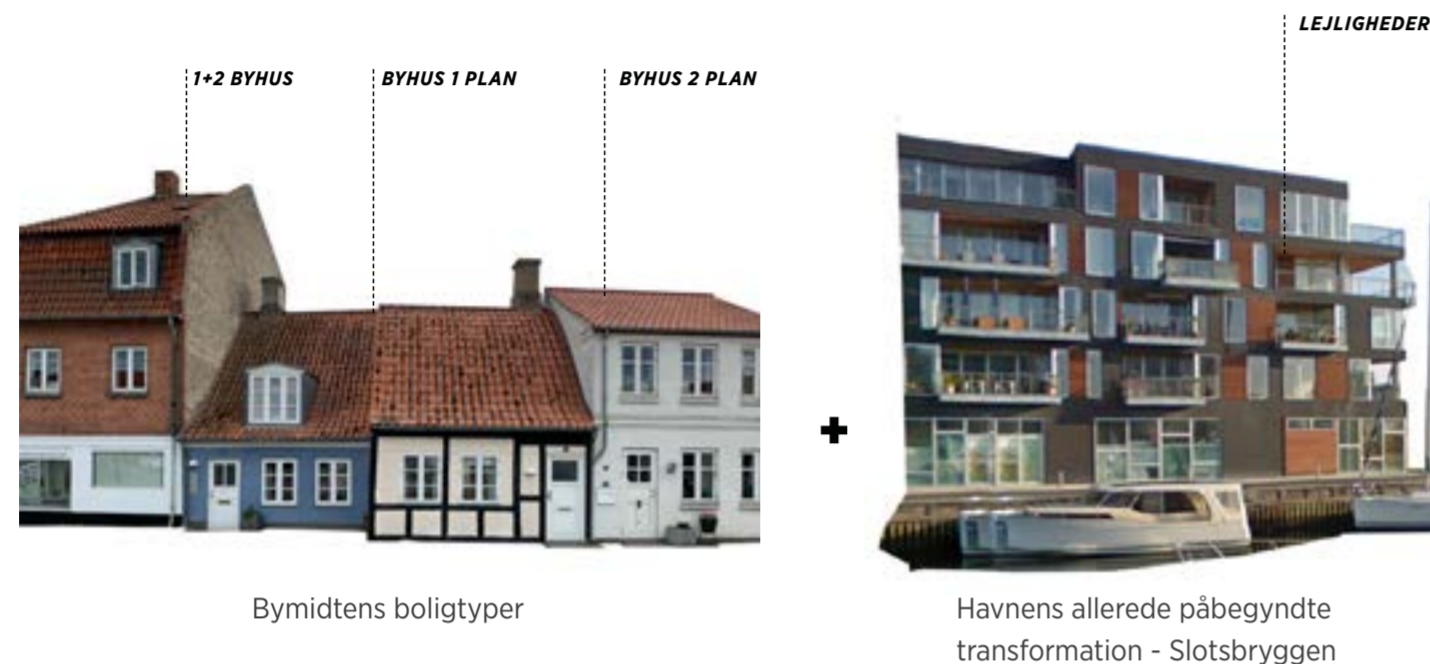 LEJLIGHEDER
1+2 BYHUS
BYHUS 1 PLAN
BYHUS 2 PLAN
+
Bymidtens boligtyper
Havnens allerede påbegyndte
transformation - Slotsbryggen